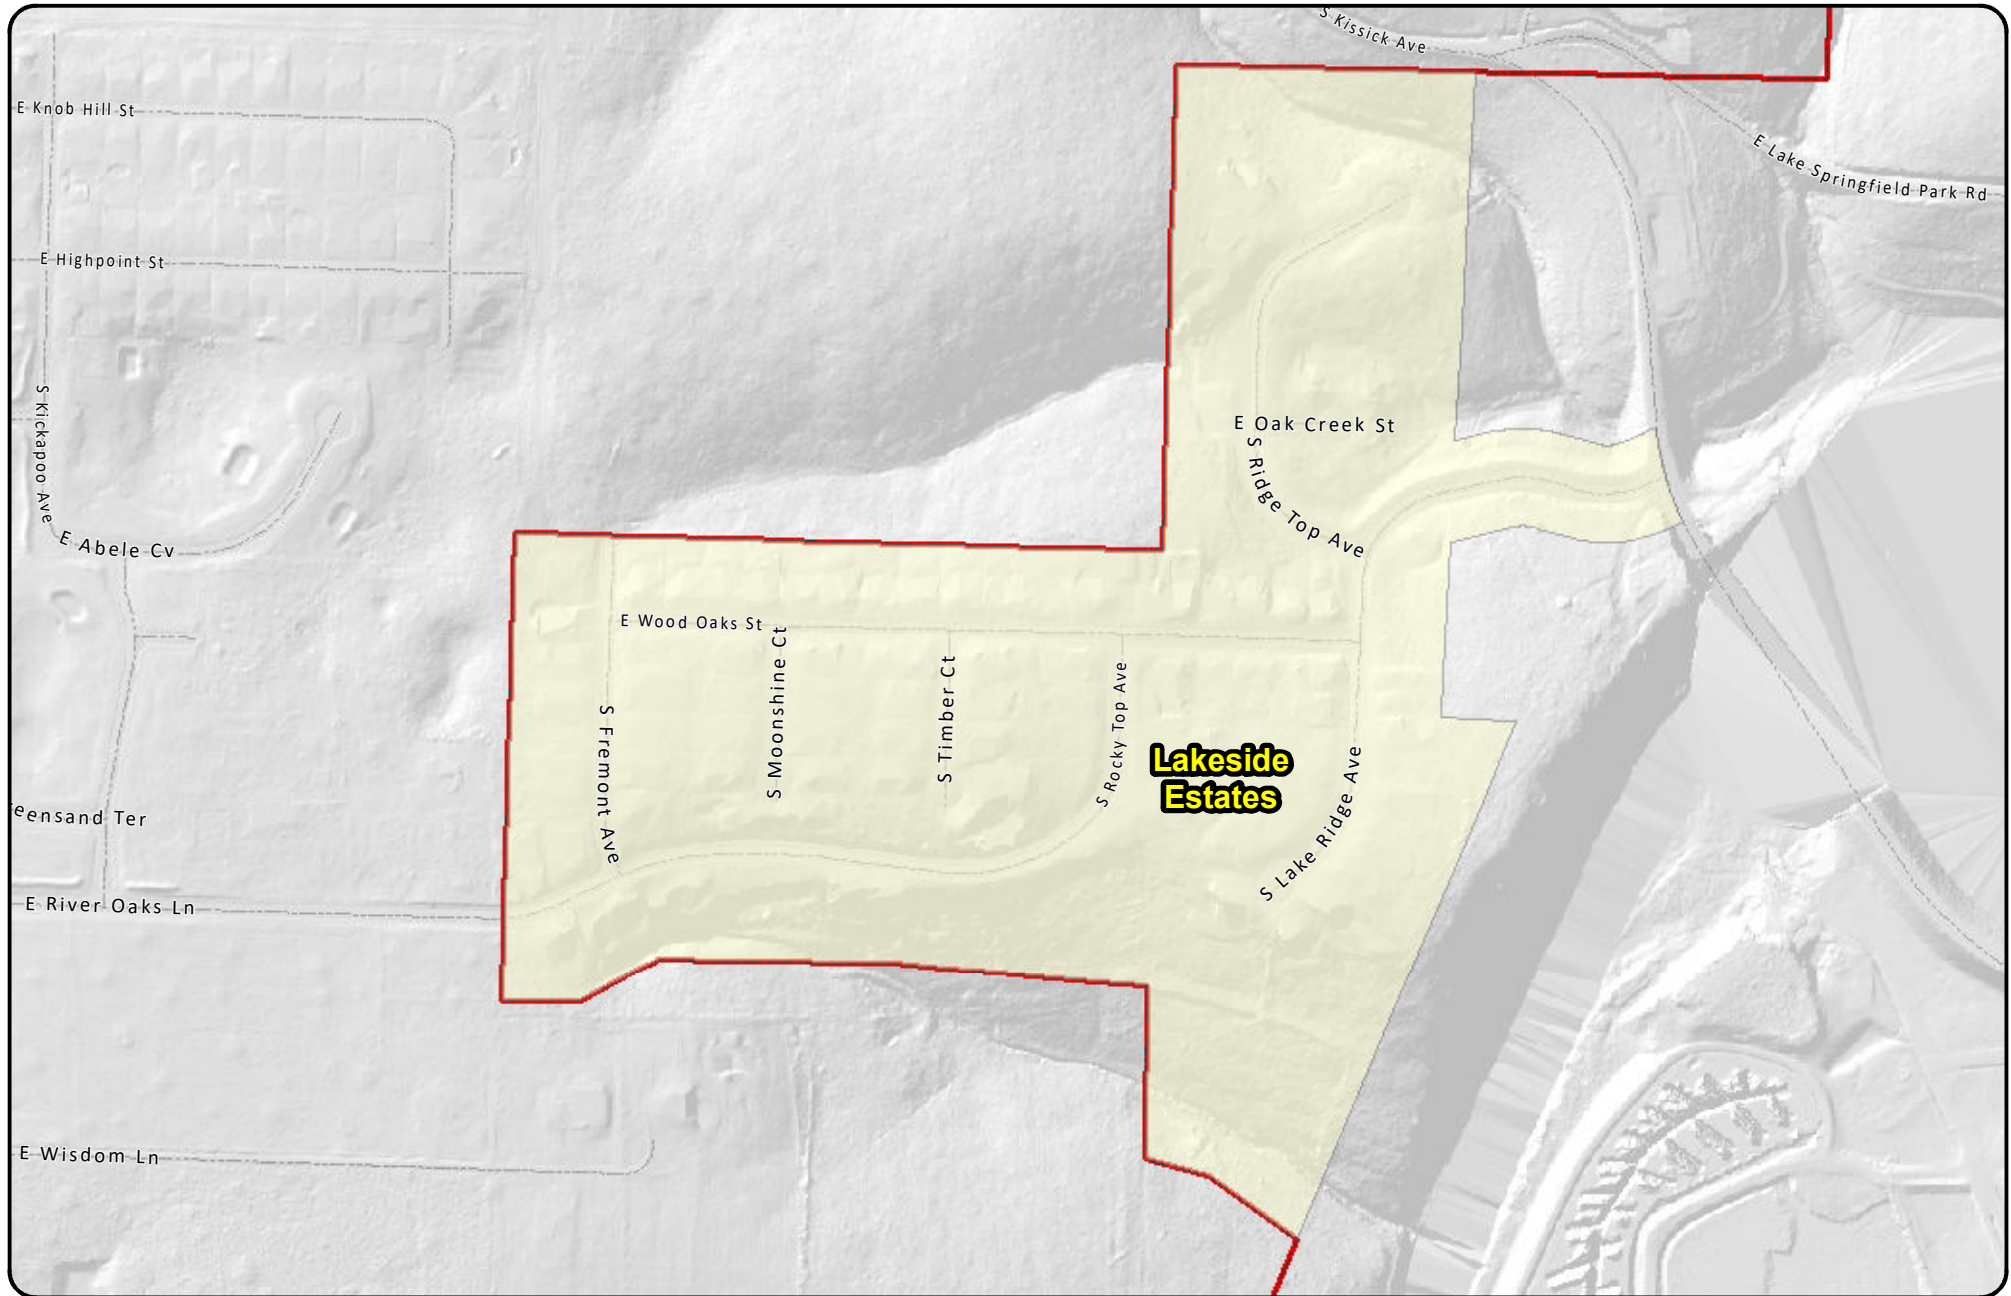 S Kissick Ave
E Knob Hill St
E Lake Springfield Park Rd
E Highpoint St
S Kickapoo Ave
E Oak Creek St
S Ridge Top Ave
E Abele Cv
E Wood Oaks St
S Moonshine Ct
S Timber Ct
S Rocky Top Ave
S Fremont Ave
Lakeside
Estates
S Lake Ridge Ave
eensand Ter
E River Oaks Ln
E Wisdom Ln